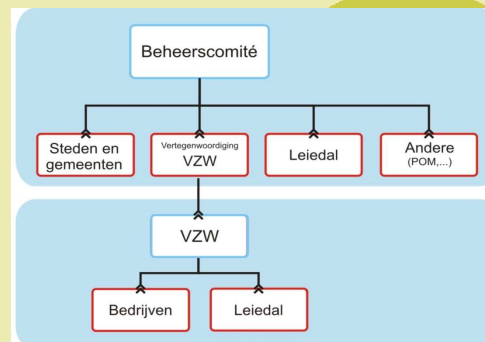 Beheerscomité
Steden en
gemeenten
Vertegenwoordiging
VZW
Leiedal
Andere
(POM,...)
VZW
Bedrijven
Leiedal